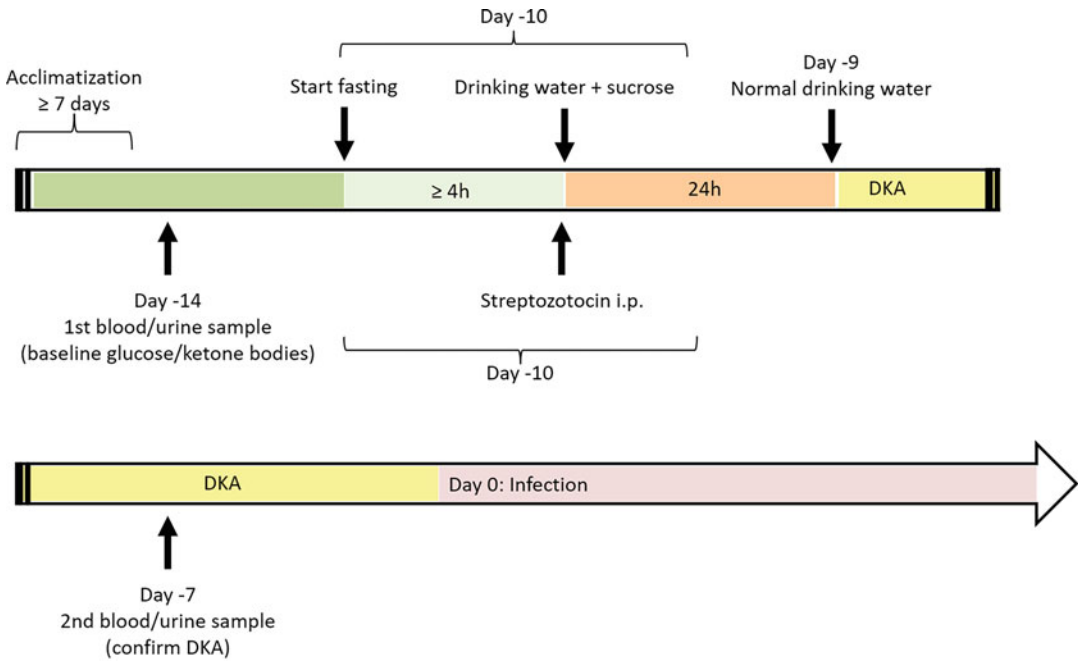 Day -10
Acclimatization
≥ 7 days
Start fasting
Drinking water + sucrose
Day -9
Normal drinking water
≥ 4h
24h
DKA
Day -14
1st blood/urine sample
(baseline glucose/ketone bodies)
Streptozotocin i.p.
Day -10
DKA
Day 0: Infection
Day -7
2nd blood/urine sample
(confirm DKA)